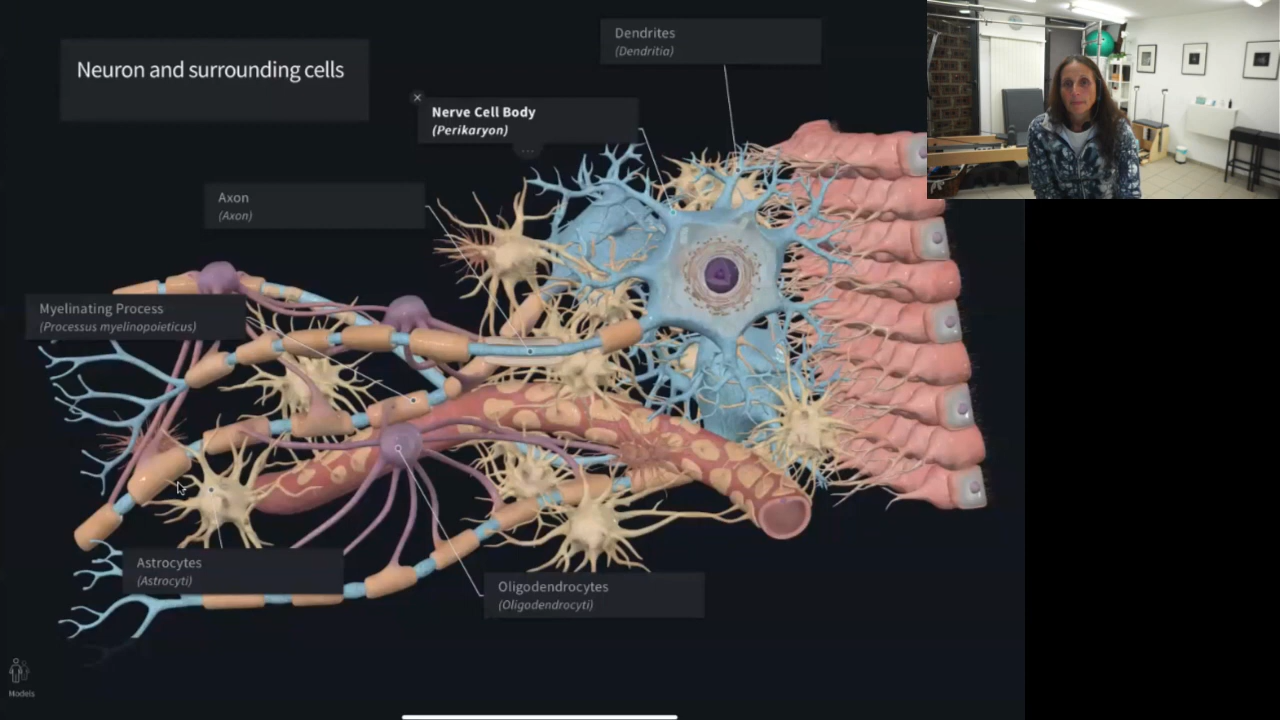 Neuron and surrounding cells
Dendrites
(Dendritia)
Nerve Cell Body
(Perikaryon)
Axon
(Axon)
Myelinating Process
(Processus myelinopoieticus)
Astrocytes
(Astrocyti)
Oligodendrocytes
(Oligodendrocyti)
Models